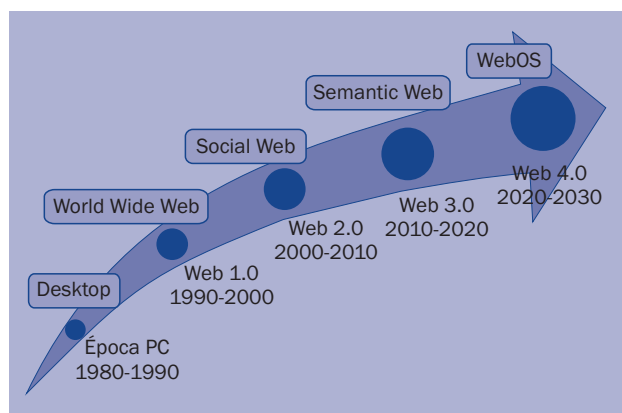 WebOS
Semantic Web
Social Web
World Wide Web
Desktop
Web 4.0
2020-2030
Web 3.0
2010-2020
Web 2.0
2000-2010
Web 1.0
1990-2000
Época PC
1980-1990